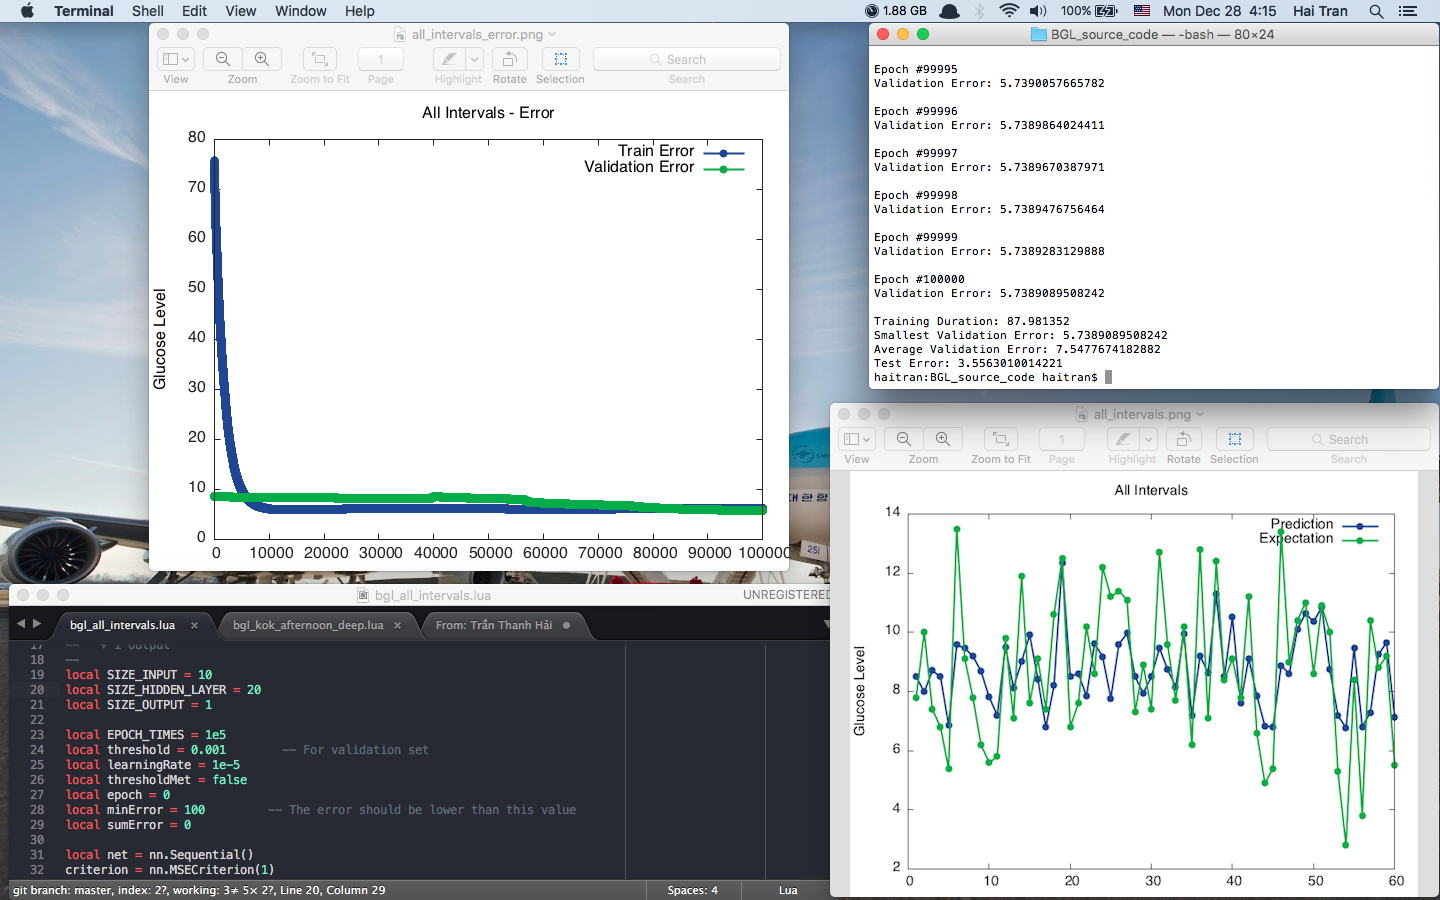 Terminal Shell Edit View Window Help
1.88 GB 100% Mon Dec 28 4:15 Hai Tran
all_intervals_error.png
1 Search
View Zoom Zoom to Fit Page Highlight Rotate Selection Search
All Intervals - Error
Train Error
Validation Error
Glucose Level
80
70
60
50
40
30
20
10
0
0 10000 20000 30000 40000 50000 60000 70000 80000 90000 100000
BGL_source_code — -bash — 80×24
Epoch #99995
Validation Error: 5.7390057665782
Epoch #99996
Validation Error: 5.7389864024411
Epoch #99997
Validation Error: 5.7389670387971
Epoch #99998
Validation Error: 5.7389476756464
Epoch #99999
Validation Error: 5.7389283129888
Epoch #100000
Validation Error: 5.7389089508242
Training Duration: 87.981352
Smallest Validation Error: 5.7389089508242
Average Validation Error: 7.5477674182882
Test Error: 3.5563010014221
haitran:BGL_source_code haitran$
all_intervals.png
1 Search
View Zoom Zoom to Fit Page Highlight Rotate Selection Search
All Intervals
Prediction
Expectation
Glucose Level
14
12
10
8
6
4
2
0 10 20 30 40 50 60
대한항
251
bgl_all_intervals.lua UNREGISTERED
bgl_all_intervals.lua × bgl_kok_afternoon_deep.lua × From: Trần Thanh Hải
17 -- + 1 output
18 --
19 local SIZE_INPUT = 10
20 local SIZE_HIDDEN_LAYER = 20
21 local SIZE_OUTPUT = 1
22
23 local EPOCH_TIMES = 1e5
24 local threshold = 0.001 -- For validation set
25 local learningRate = 1e-5
26 local thresholdMet = false
27 local epoch = 0
28 local minError = 100 -- The error should be lower than this value
29 local sumError = 0
30
31 local net = nn.Sequential()
32 criterion = nn.MSECriterion(1)
git branch: master, index: 2?, working: 3≠ 5× 2?, Line 20, Column 29 Spaces: 4 Lua